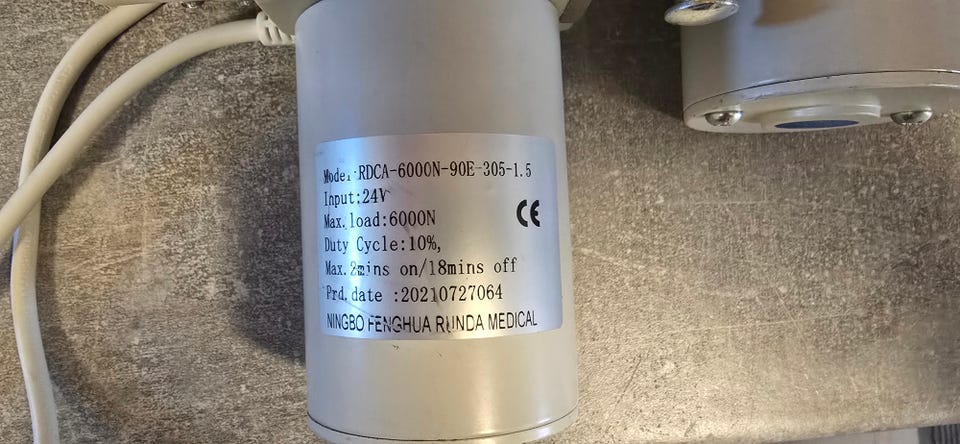 Model:RDCA-6000N-90E-305-1.5
Input:24V
Max. load:6000N
CE
Duty Cycle:10%,
Max.2mins on/18mins off
Prd.date :20210727064
NINGBO FENGHUA RUNDA MEDICAL